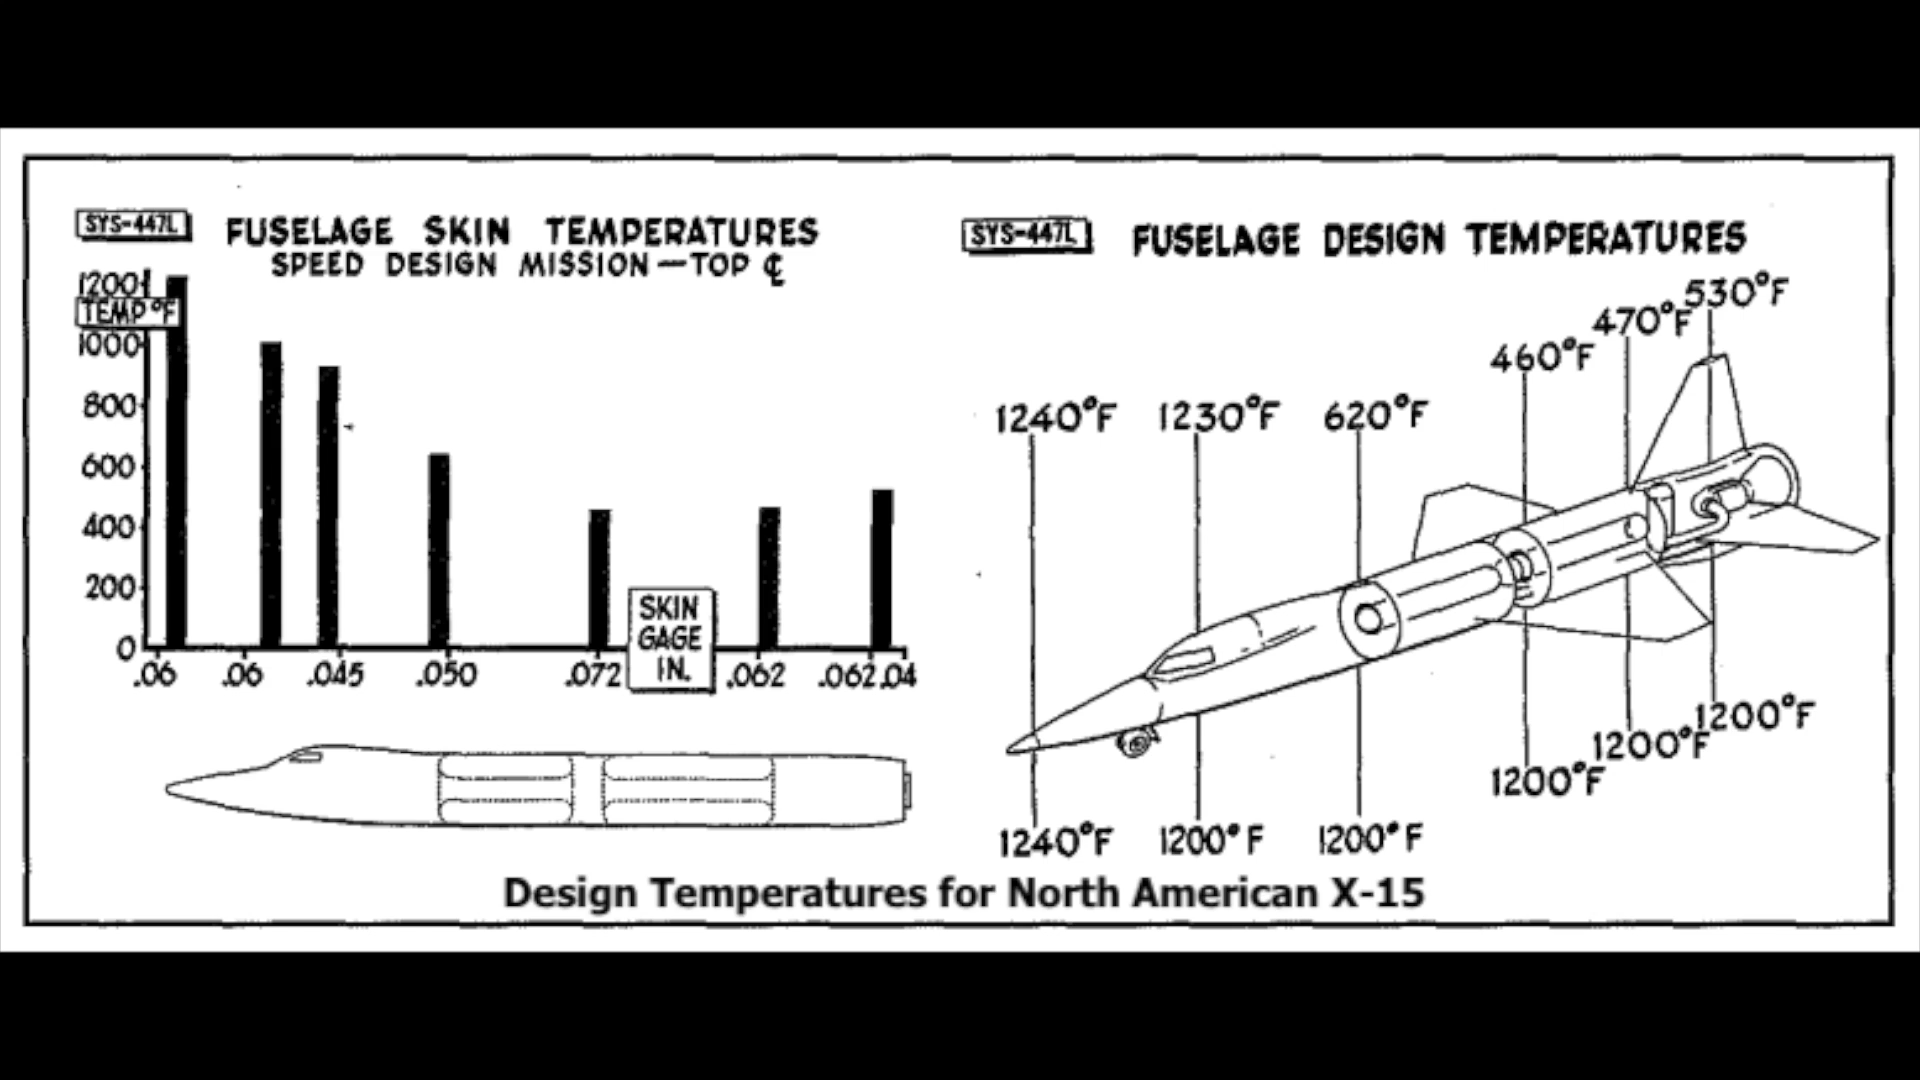 SYS-447L
FUSELAGE SKIN TEMPERATURES
SPEED DESIGN MISSION—TOP ℄
1200
TEMP °F
1000
800
600
400
200
0
.06 .06 .045 .050 .072 .062 .062 .04
SKIN
GAGE
IN.
SYS-447L
FUSELAGE DESIGN TEMPERATURES
530°F
470°F
460°F
1240°F 1230°F 620°F
1200°F
1200°F
1200°F
1240°F 1200°F 1200°F
Design Temperatures for North American X-15